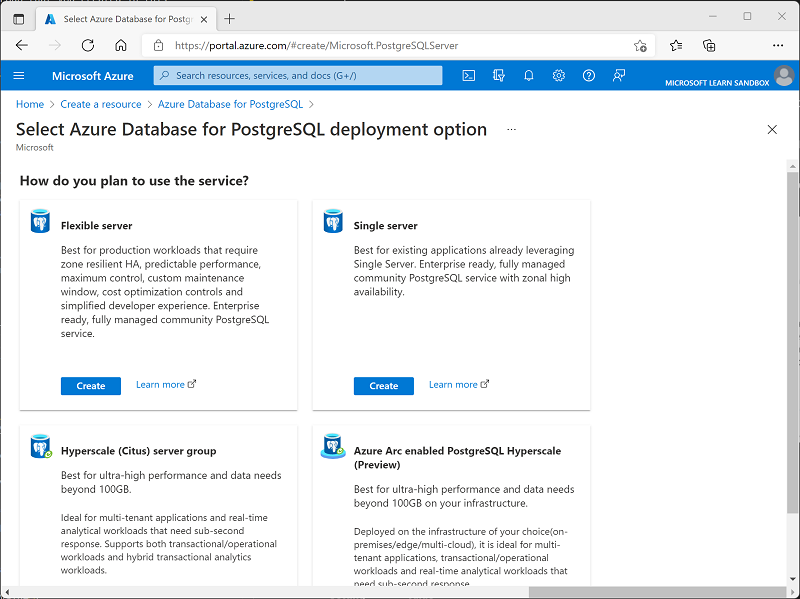 Select Azure Database for Postgr
https://portal.azure.com/#create/Microsoft.PostgreSQLServer
Microsoft Azure
Search resources, services, and docs (G+/)
MICROSOFT LEARN SANDBOX
Home > Create a resource > Azure Database for PostgreSQL >
Select Azure Database for PostgreSQL deployment option ...
Microsoft
How do you plan to use the service?
Flexible server
Best for production workloads that require
zone resilient HA, predictable performance,
maximum control, custom maintenance
window, cost optimization controls and
simplified developer experience. Enterprise
ready, fully managed community PostgreSQL
service.
Create
Learn more
Single server
Best for existing applications already leveraging
Single Server. Enterprise ready, fully managed
community PostgreSQL service with zonal high
availability.
Create
Learn more
Hyperscale (Citus) server group
Best for ultra-high performance and data needs
beyond 100GB.
Ideal for multi-tenant applications and real-time
analytical workloads that need sub-second
response. Supports both transactional/operational
workloads and hybrid transactional analytics
workloads.
Azure Arc enabled PostgreSQL Hyperscale
(Preview)
Best for ultra-high performance and data needs
beyond 100GB on your infrastructure.
Deployed on the infrastructure of your choice(on-
premises/edge/multi-cloud), it is ideal for multi-
tenant applications, transactional/operational
workloads and real-time analytical workloads that
need sub-second response.